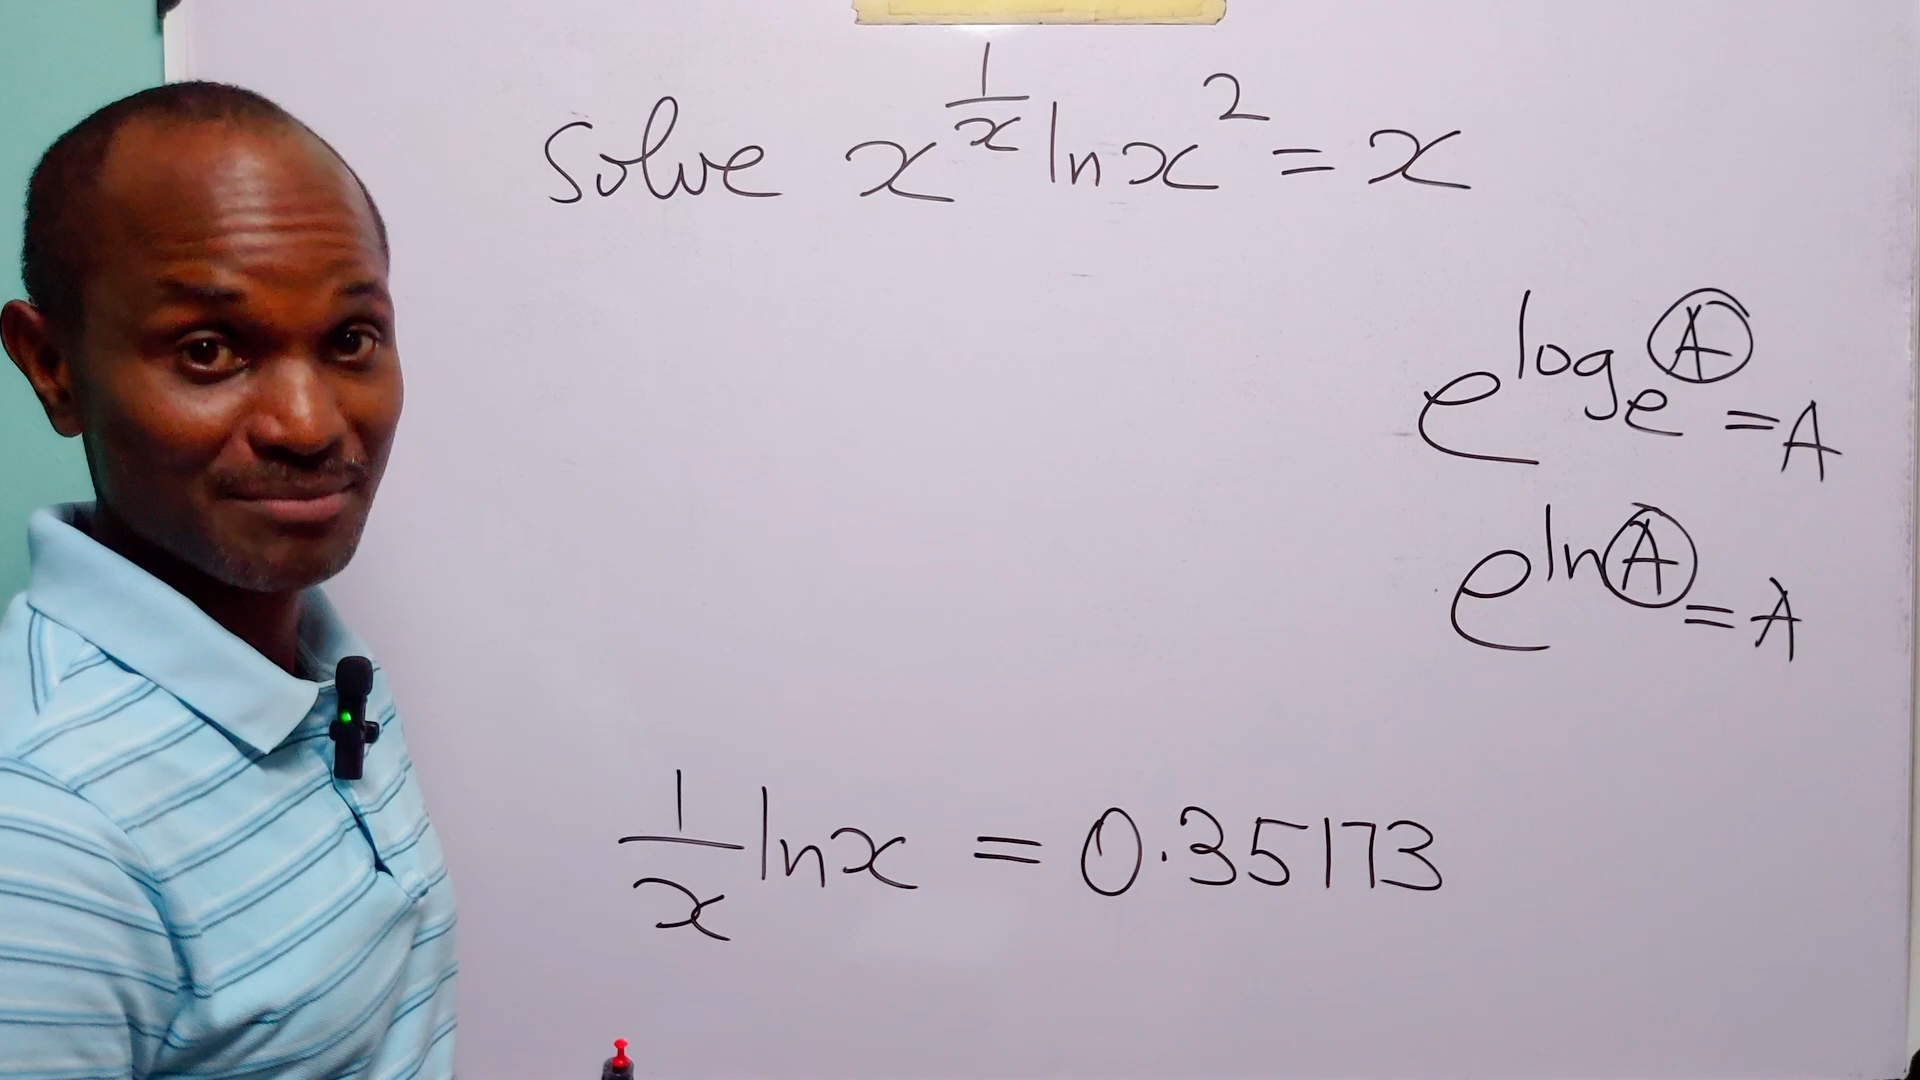 solve x^(1/x) ln x² = x
e^(log_e A) = A
e^(ln A) = A
1/x ln x = 0.35173